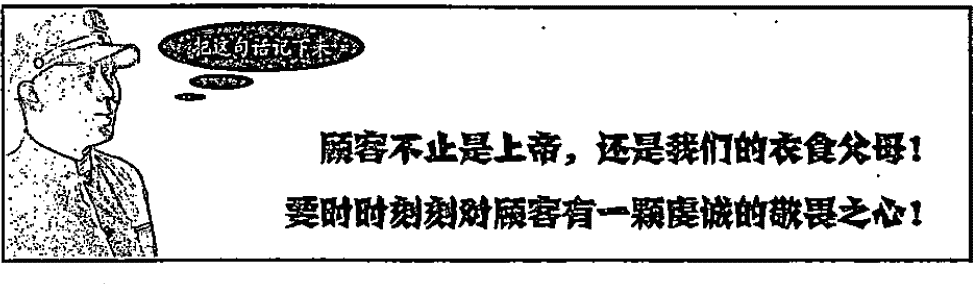 把这句话记下来
顾客不止是上帝，还是我们的衣食父母！
要时时刻刻对顾客有一颗虔诚的敬畏之心！